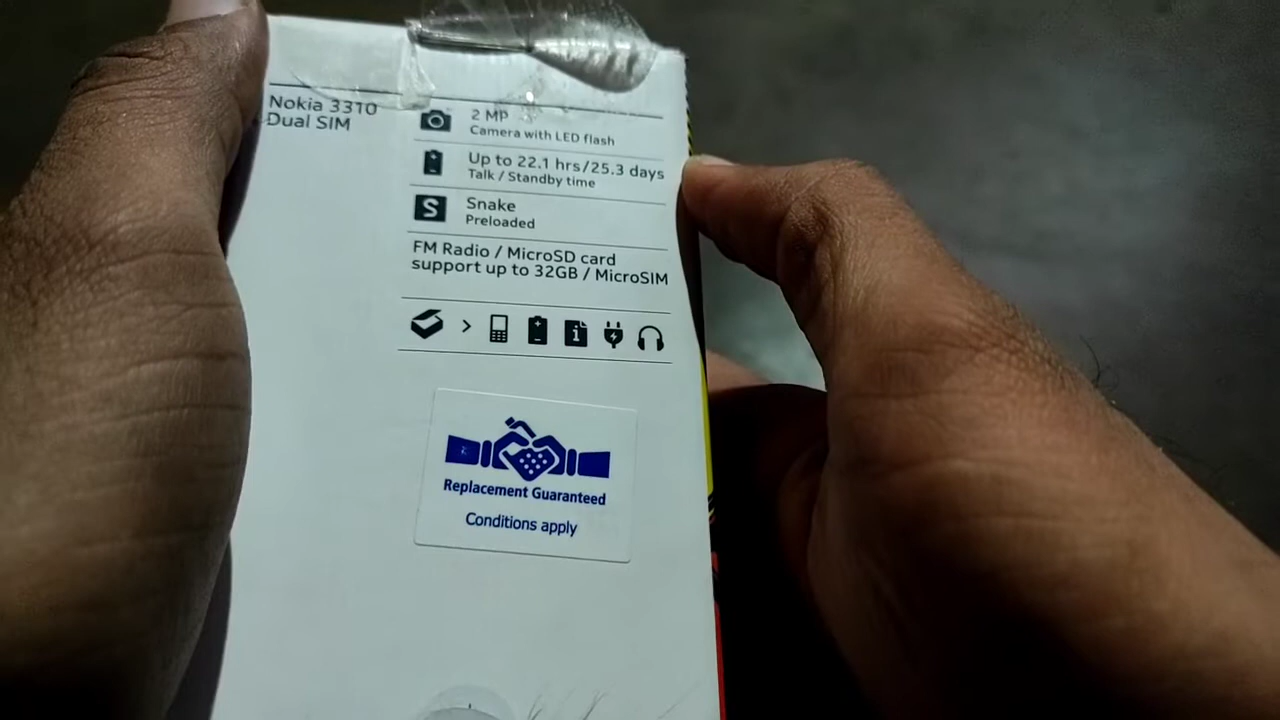 Nokia 3310
Dual SIM
2 MP
Camera with LED flash
Up to 22.1 hrs/25.3 days
Talk / Standby time
S
Snake
Preloaded
FM Radio / MicroSD card
support up to 32GB / MicroSIM
Replacement Guaranteed
Conditions apply